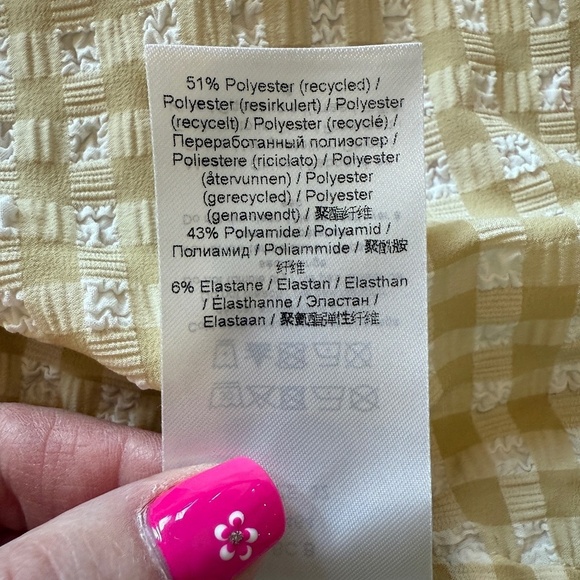 51% Polyester (recycled) /
Polyester (resirkulert) / Polyester
(recycelt) / Polyester (recyclé) /
Переработанный полиэстер /
Poliestere (riciclato) / Polyester
(återvunnen) / Polyester
(gerecycled) / Polyester
(genanvendt) / 聚酯纤维
43% Polyamide / Polyamid /
Полиамид / Poliammide / 聚酰胺
纤维
6% Elastane / Elastan / Elasthan
/ Élasthanne / Эластан /
Elastaan / 聚氨酯弹性纤维